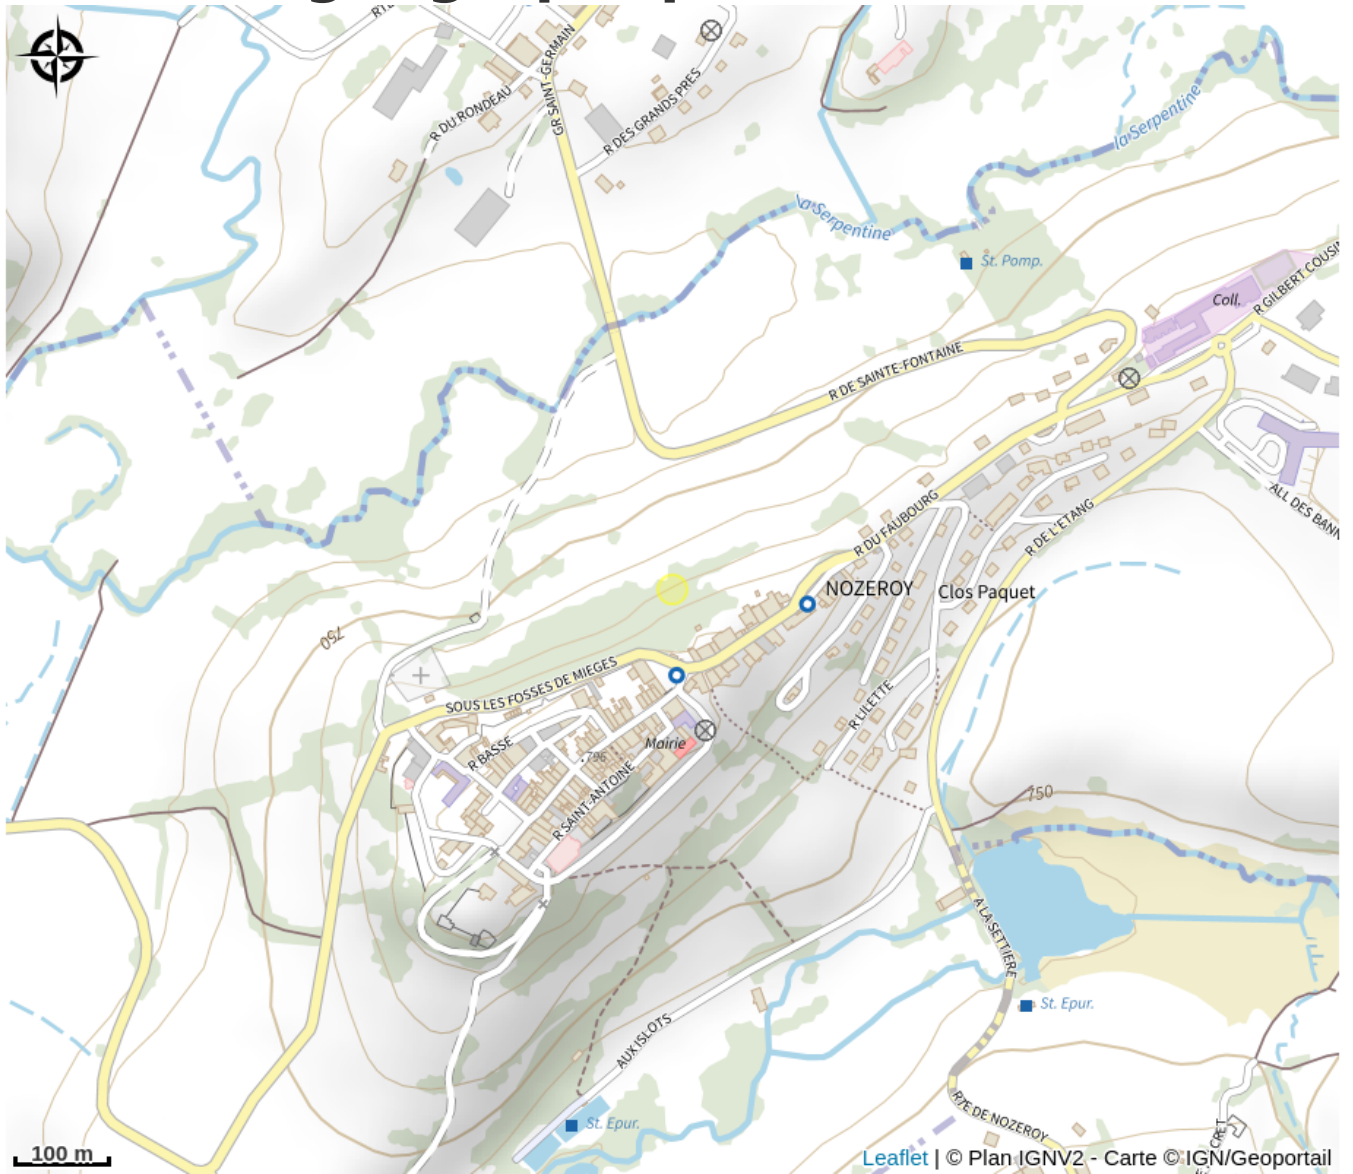 GR SAINT-GERMAIN
R DU RONDEAU
R DES GRANDS PRES
la Serpentine
la Serpentine
St. Pomp.
Coll.
R GILBERT COUSIN
R DE SAINTE-FONTAINE
ALL DES BANN
R DU FAUBOURG
R DE L'ETANG
NOZEROY
Clos Paquet
750
SOUS LES FOSSES DE MIEGES
R LILETTE
R BASSE
Mairie
796
R SAINT-ANTOINE
750
A LA SETTIERE
St. Epur.
AUX ISLOTS
St. Epur.
RTE DE NOZEROY
CRET
100 m
Leaflet | © Plan IGNV2 - Carte © IGN/Geoportail